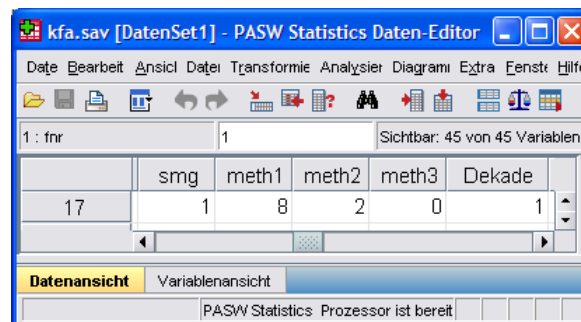 kfa.sav [DatenSet1] - PASW Statistics Daten-Editor
Date Bearbeit Ansicl Datei Transformie Analysier Diagrami Extra Fenste Hilfe
1 : fnr 1 Sichtbar: 45 von 45 Variablen
smg meth1 meth2 meth3 Dekade
17 1 8 2 0 1
Datenansicht Variablenansicht
PASW Statistics Prozessor ist bereit